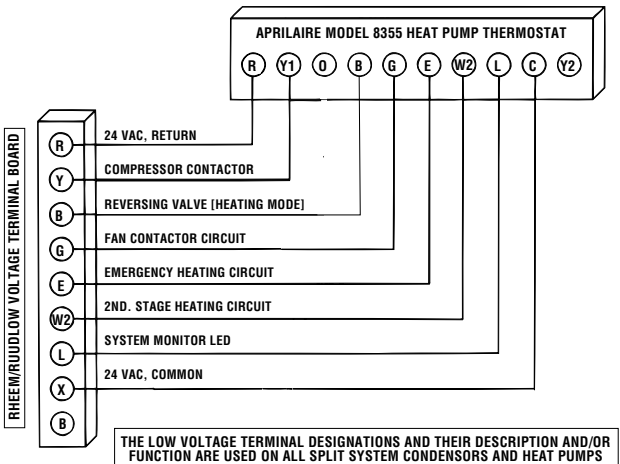 APRILAIRE MODEL 8355 HEAT PUMP THERMOSTAT
R Y1 O B G E W2 L C Y2
RHEEM/RUUDLOW VOLTAGE TERMINAL BOARD
R 24 VAC, RETURN
Y COMPRESSOR CONTACTOR
B REVERSING VALVE [HEATING MODE]
G FAN CONTACTOR CIRCUIT
E EMERGENCY HEATING CIRCUIT
W2 2ND. STAGE HEATING CIRCUIT
L SYSTEM MONITOR LED
X 24 VAC, COMMON
B
THE LOW VOLTAGE TERMINAL DESIGNATIONS AND THEIR DESCRIPTION AND/OR
FUNCTION ARE USED ON ALL SPLIT SYSTEM CONDENSORS AND HEAT PUMPS